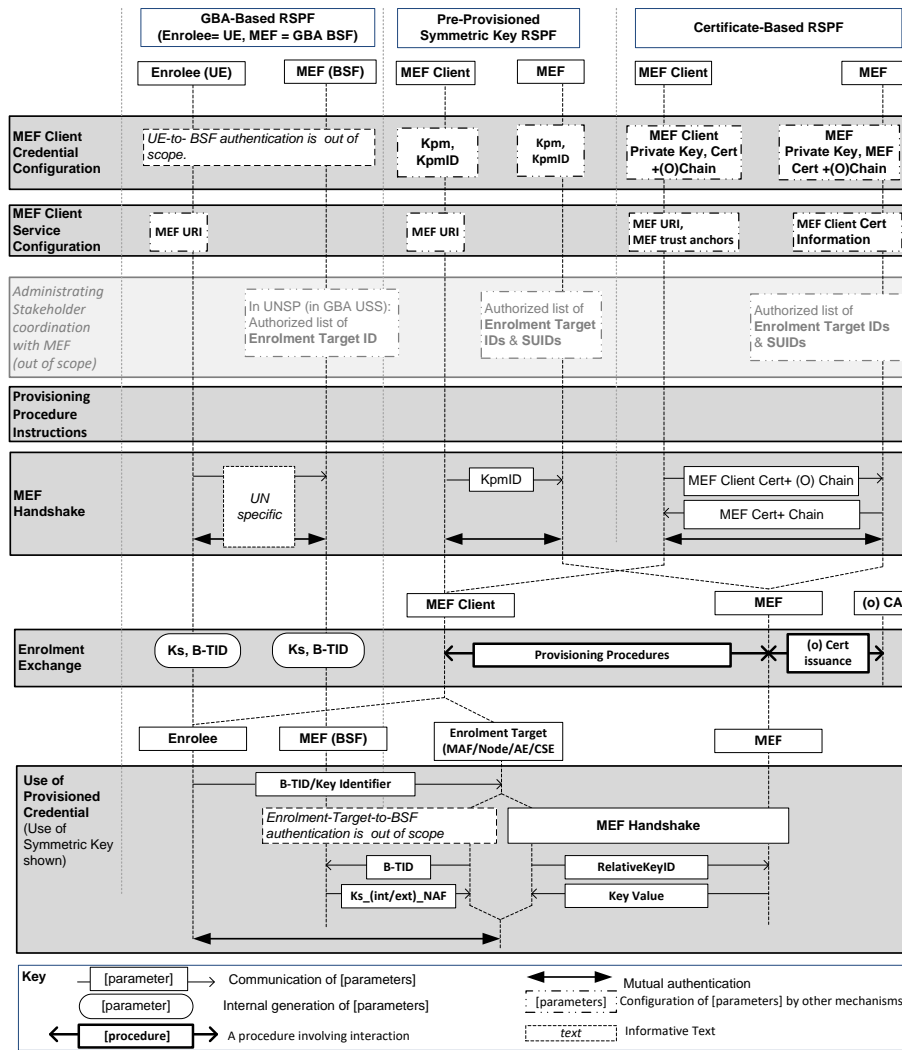 GBA-Based RSPF
(Enrolee= UE, MEF = GBA BSF)
Pre-Provisioned
Symmetric Key RSPF
Certificate-Based RSPF
Enrolee (UE)
MEF (BSF)
MEF Client
MEF
MEF Client
MEF
MEF Client
Credential
Configuration
UE-to- BSF authentication is out of
scope.
Kpm,
KpmID
Kpm,
KpmID
MEF Client
Private Key, Cert
+(O)Chain
MEF
Private Key, MEF
Cert +(O)Chain
MEF Client
Service
Configuration
MEF URI
MEF URI
MEF URI,
MEF trust anchors
MEF Client Cert
Information
Administrating
Stakeholder
coordination
with MEF
(out of scope)
In UNSP (in GBA USS):
Authorized list of
Enrolment Target ID
Authorized list of
Enrolment Target
IDs & SUIDs
Authorized list of
Enrolment Target IDs
& SUIDs
Provisioning
Procedure
Instructions
MEF
Handshake
UN
specific
KpmID
MEF Client Cert+ (O) Chain
MEF Cert+ Chain
MEF Client
MEF
(o) CA
Enrolment
Exchange
Ks, B-TID
Ks, B-TID
Provisioning Procedures
(o) Cert
issuance
Enrolee
MEF (BSF)
Enrolment Target
(MAF/Node/AE/CSE
MEF
Use of
Provisioned
Credential
(Use of
Symmetric Key
shown)
B-TID/Key Identifier
Enrolment-Target-to-BSF
authentication is out of scope
MEF Handshake
B-TID
RelativeKeyID
Ks_(int/ext)_NAF
Key Value
Key
[parameter]
Communication of [parameters]
[parameter]
Internal generation of [parameters]
[procedure]
A procedure involving interaction
Mutual authentication
[parameters]
Configuration of [parameters] by other mechanisms
text
Informative Text